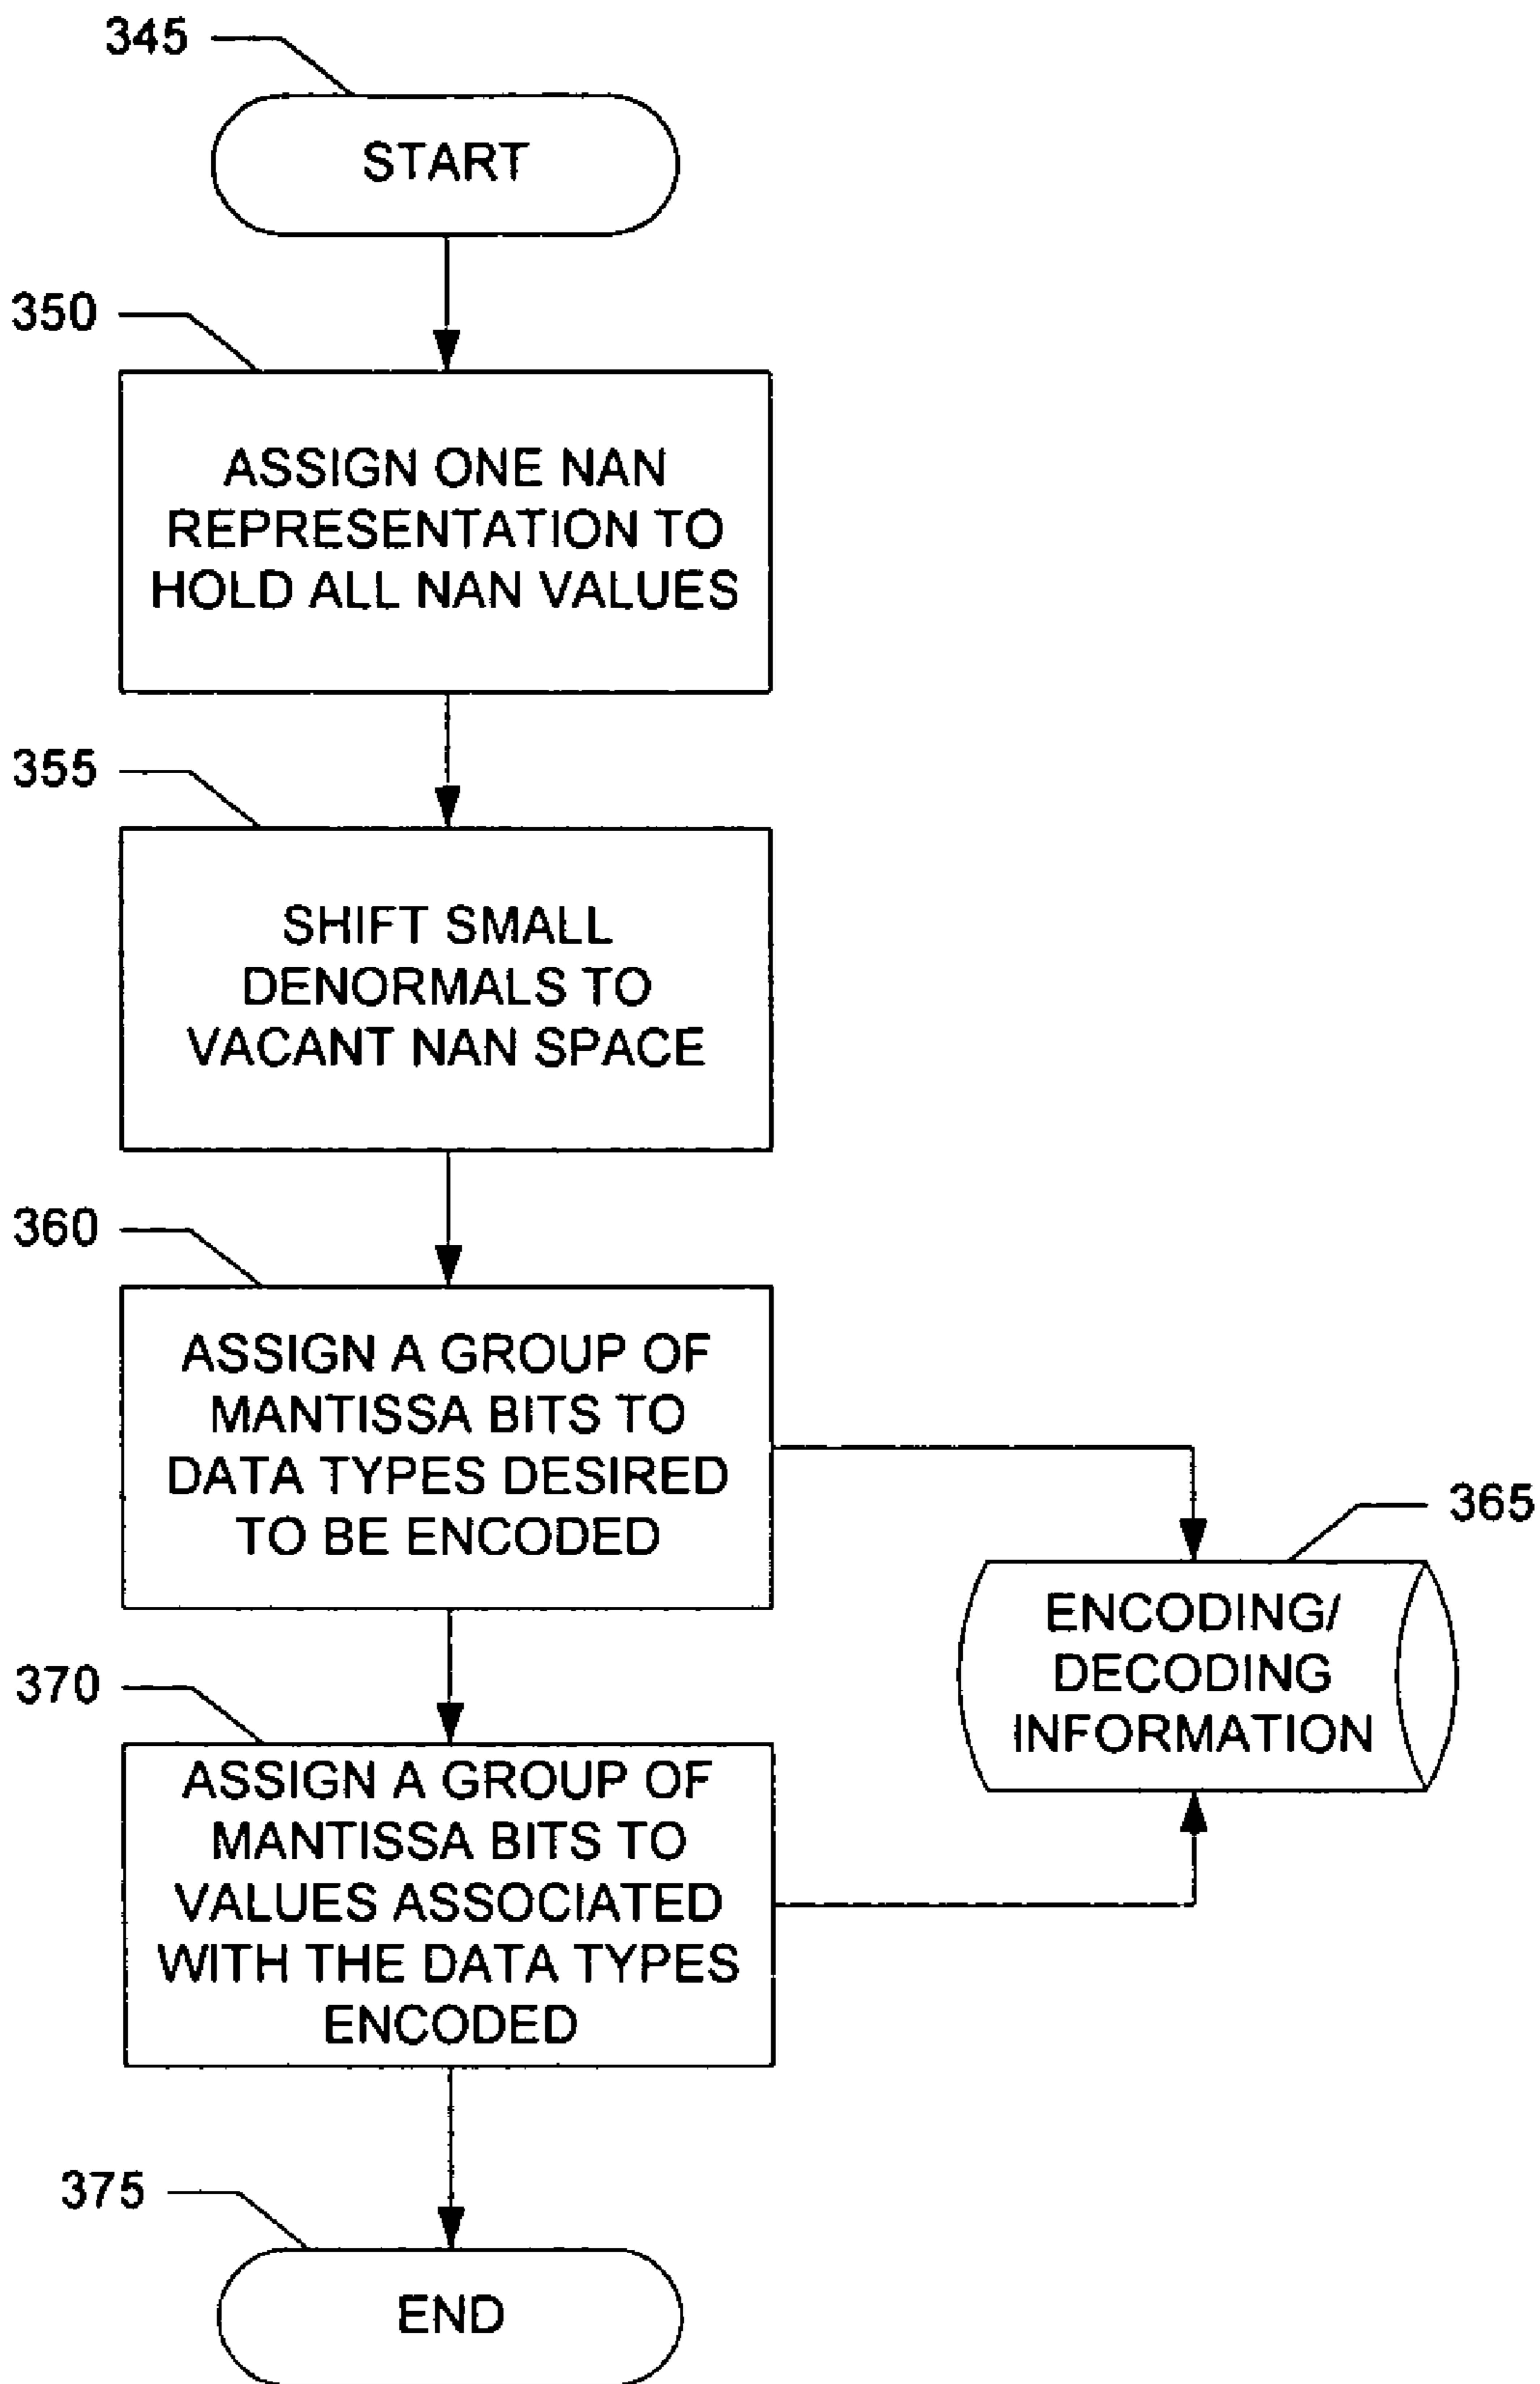 345
START
350
ASSIGN ONE NAN
REPRESENTATION TO
HOLD ALL NAN VALUES
355
SHIFT SMALL
DENORMALS TO
VACANT NAN SPACE
360
ASSIGN A GROUP OF
MANTISSA BITS TO
DATA TYPES DESIRED
TO BE ENCODED
365
ENCODING/
DECODING
INFORMATION
370
ASSIGN A GROUP OF
MANTISSA BITS TO
VALUES ASSOCIATED
WITH THE DATA TYPES
ENCODED
375
END